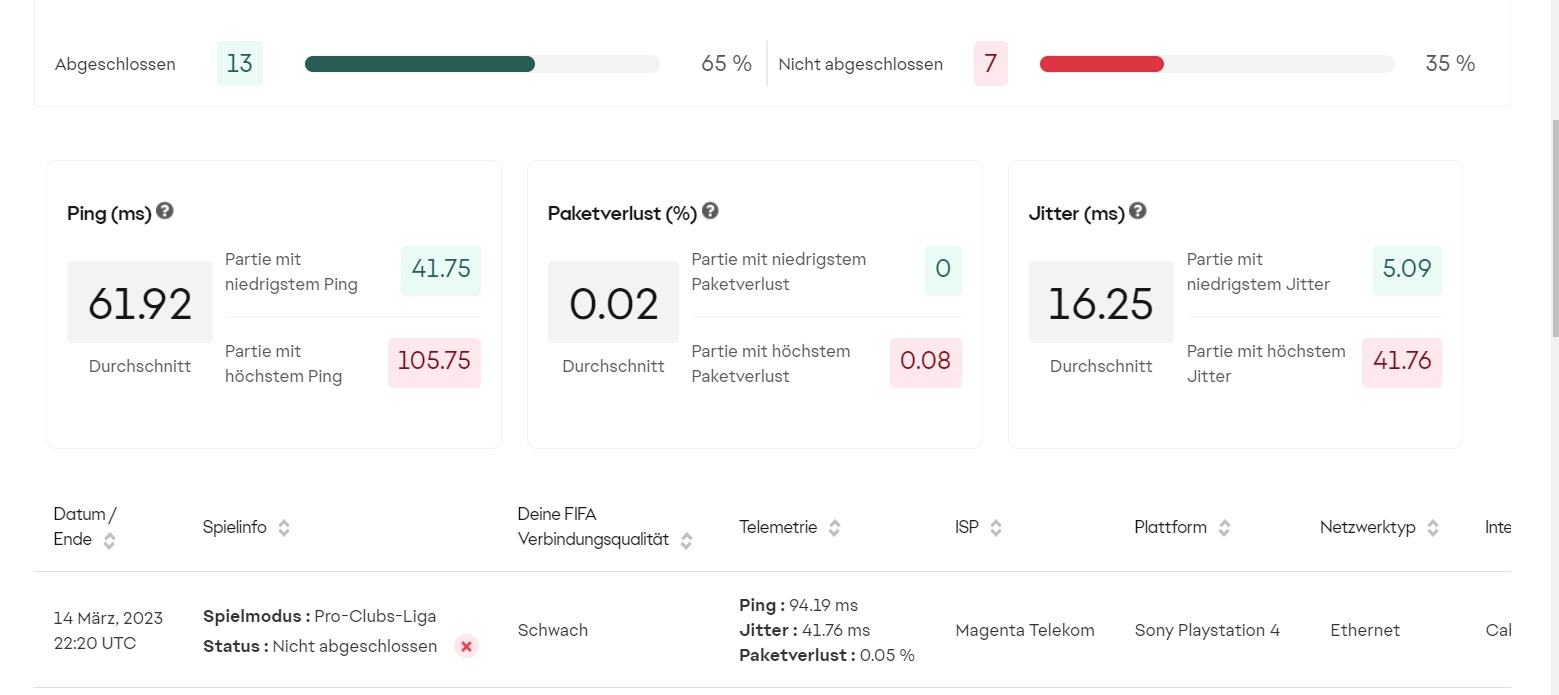 Abgeschlossen 13 65 % Nicht abgeschlossen 7 35 %
Ping (ms) ?
61.92
Durchschnitt
Partie mit
niedrigstem Ping
41.75
Partie mit
höchstem Ping
105.75
Paketverlust (%) ?
0.02
Durchschnitt
Partie mit niedrigstem
Paketverlust
0
Partie mit höchstem
Paketverlust
0.08
Jitter (ms) ?
16.25
Durchschnitt
Partie mit
niedrigstem Jitter
5.09
Partie mit höchstem
Jitter
41.76
Datum /
Ende
Spielinfo
Deine FIFA
Verbindungsqualität
Telemetrie
ISP
Plattform
Netzwerktyp
Inte
14 März, 2023
22:20 UTC
Spielmodus : Pro-Clubs-Liga
Status : Nicht abgeschlossen
Schwach
Ping : 94.19 ms
Jitter : 41.76 ms
Paketverlust : 0.05 %
Magenta Telekom
Sony Playstation 4
Ethernet